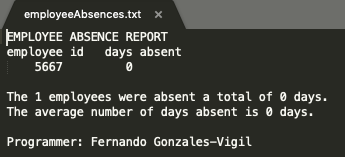 employeeAbsences.txt ×
EMPLOYEE ABSENCE REPORT
employee id   days absent
    5667        0
The 1 employees were absent a total of 0 days.
The average number of days absent is 0 days.
Programmer: Fernando Gonzales-Vigil